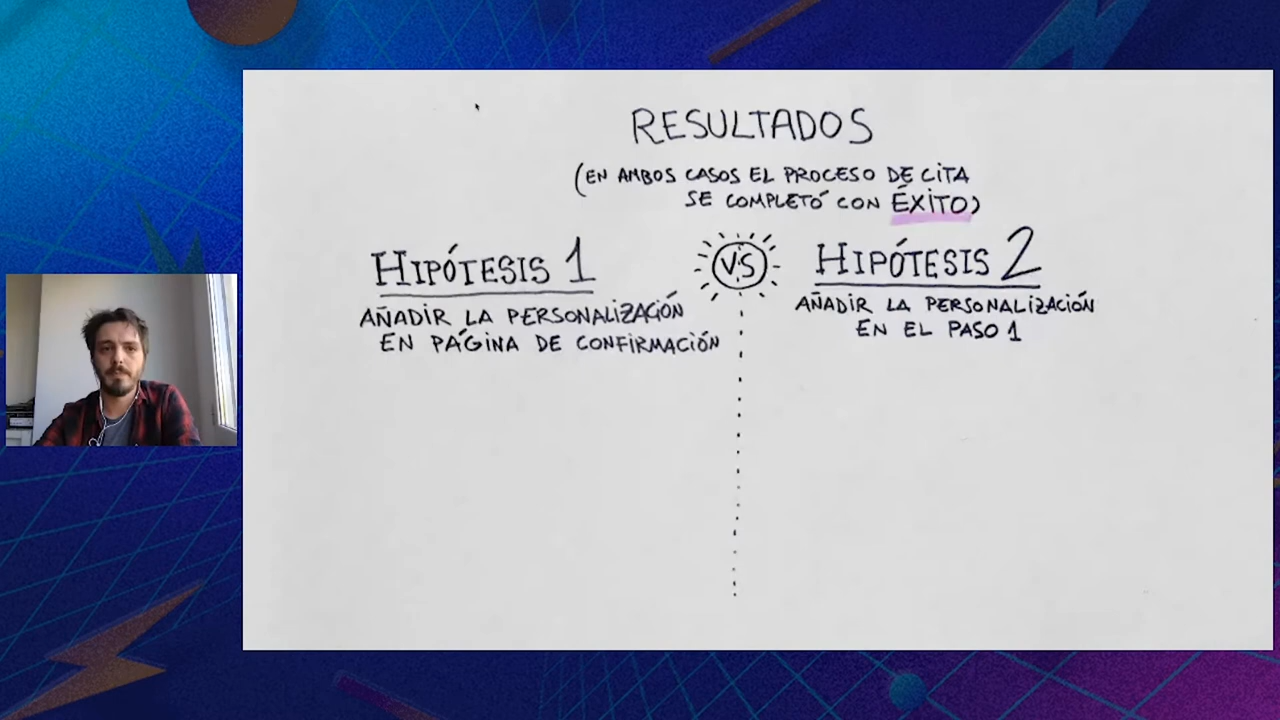 RESULTADOS
(EN AMBOS CASOS EL PROCESO DE CITA
SE COMPLETÓ CON ÉXITO)
HIPÓTESIS 1
VS
HIPÓTESIS 2
AÑADIR LA PERSONALIZACIÓN
EN PÁGINA DE CONFIRMACIÓN
AÑADIR LA PERSONALIZACIÓN
EN EL PASO 1